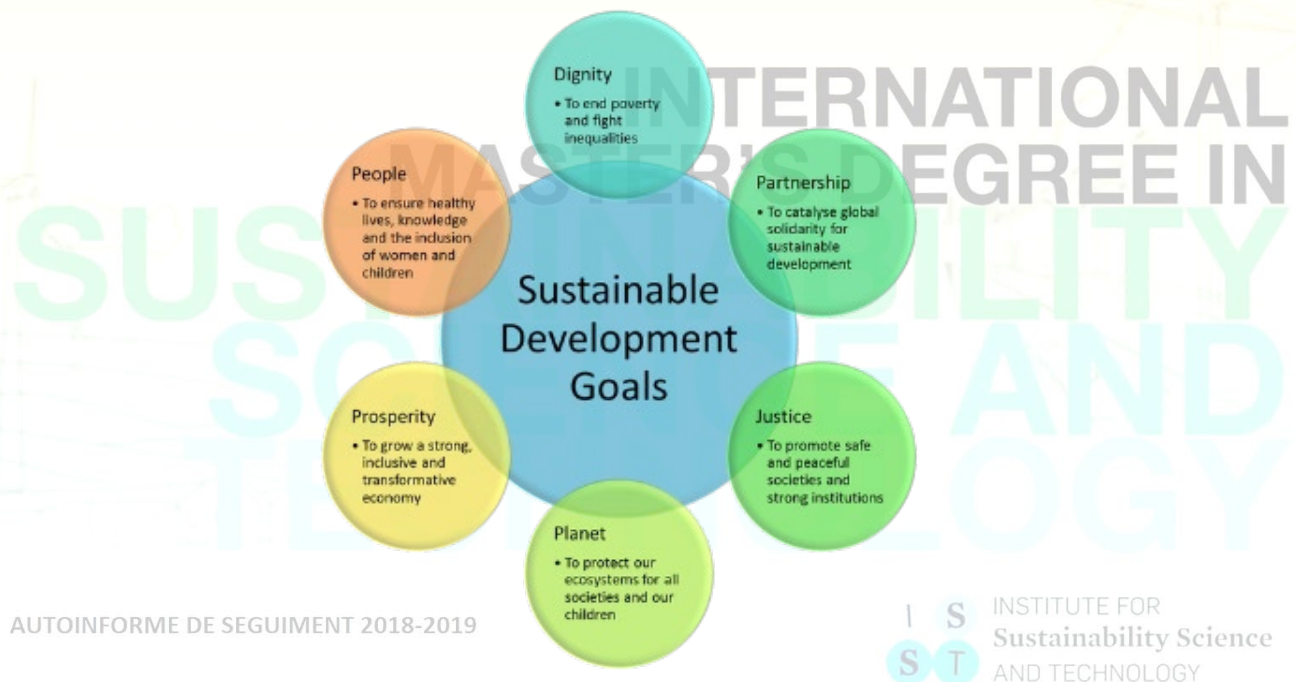 INTERNATIONAL
MASTER'S DEGREE IN
SUSTAINABILITY
SCIENCE AND
TECHNOLOGY
Dignity
• To end poverty
and fight
inequalities
Partnership
• To catalyse global
solidarity for
sustainable
development
Justice
• To promote safe
and peaceful
societies and
strong institutions
Planet
• To protect our
ecosystems for all
societies and our
children
Prosperity
• To grow a strong,
inclusive and
transformative
economy
People
• To ensure healthy
lives, knowledge
and the inclusion
of women and
children
Sustainable
Development
Goals
AUTOINFORME DE SEGUIMENT 2018-2019
I S
S T
INSTITUTE FOR
Sustainability Science
AND TECHNOLOGY